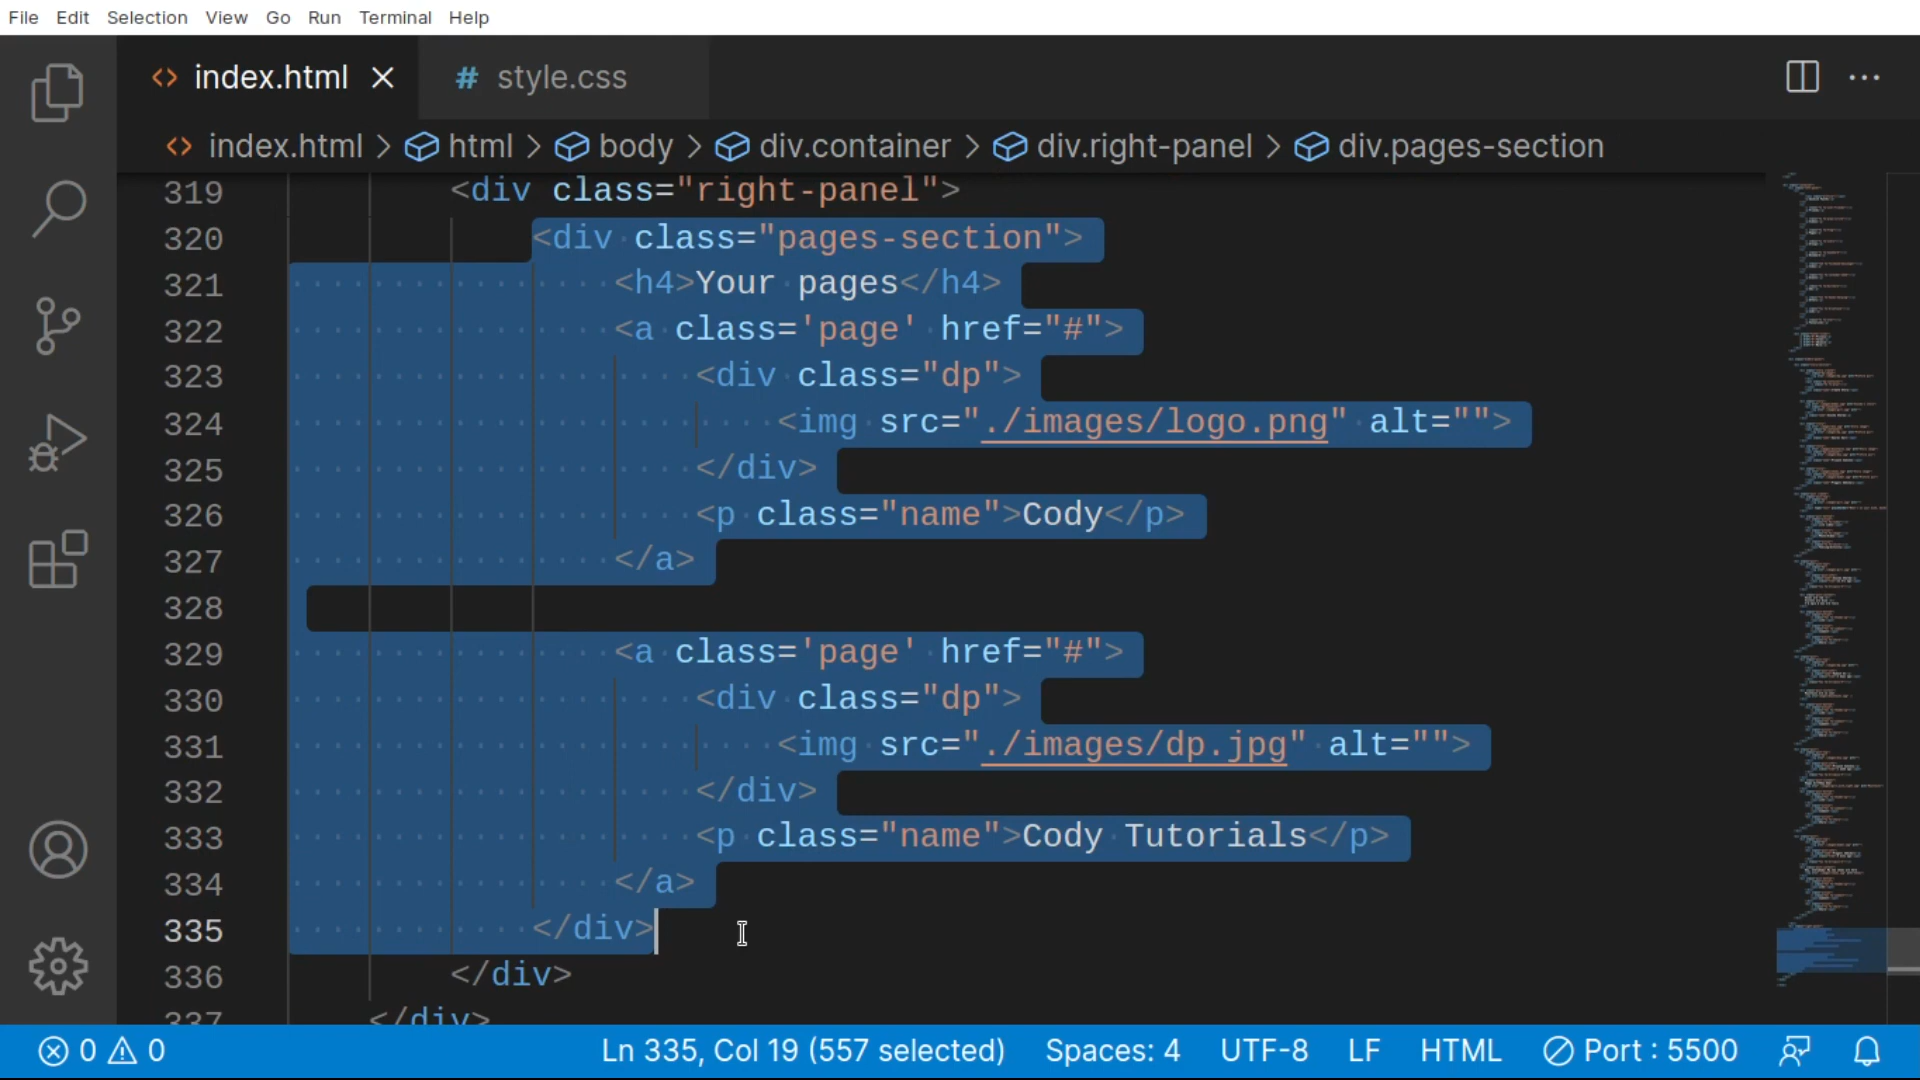 File Edit Selection View Go Run Terminal Help
index.html
# style.css
index.html > html > body > div.container > div.right-panel > div.pages-section
319 <div class="right-panel">
320 <div class="pages-section">
321 <h4>Your pages</h4>
322 <a class='page' href="#">
323 <div class="dp">
324 <img src="./images/logo.png" alt="">
325 </div>
326 <p class="name">Cody</p>
327 </a>
328
329 <a class='page' href="#">
330 <div class="dp">
331 <img src="./images/dp.jpg" alt="">
332 </div>
333 <p class="name">Cody Tutorials</p>
334 </a>
335 </div>
336 </div>
337 </div>
0 0 Ln 335, Col 19 (557 selected) Spaces: 4 UTF-8 LF HTML Port : 5500